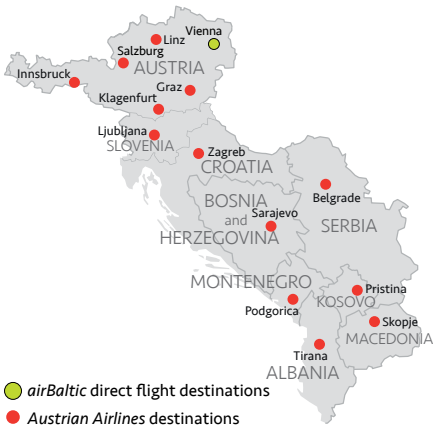 Vienna
Linz
Salzburg
AUSTRIA
Innsbruck
Graz
Klagenfurt
Ljubljana
SLOVENIA
Zagreb
CROATIA
BOSNIA
and
HERZEGOVINA
Sarajevo
Belgrade
SERBIA
MONTENEGRO
Podgorica
Pristina
KOSOVO
Skopje
MACEDONIA
Tirana
ALBANIA
airBaltic direct flight destinations
Austrian Airlines destinations